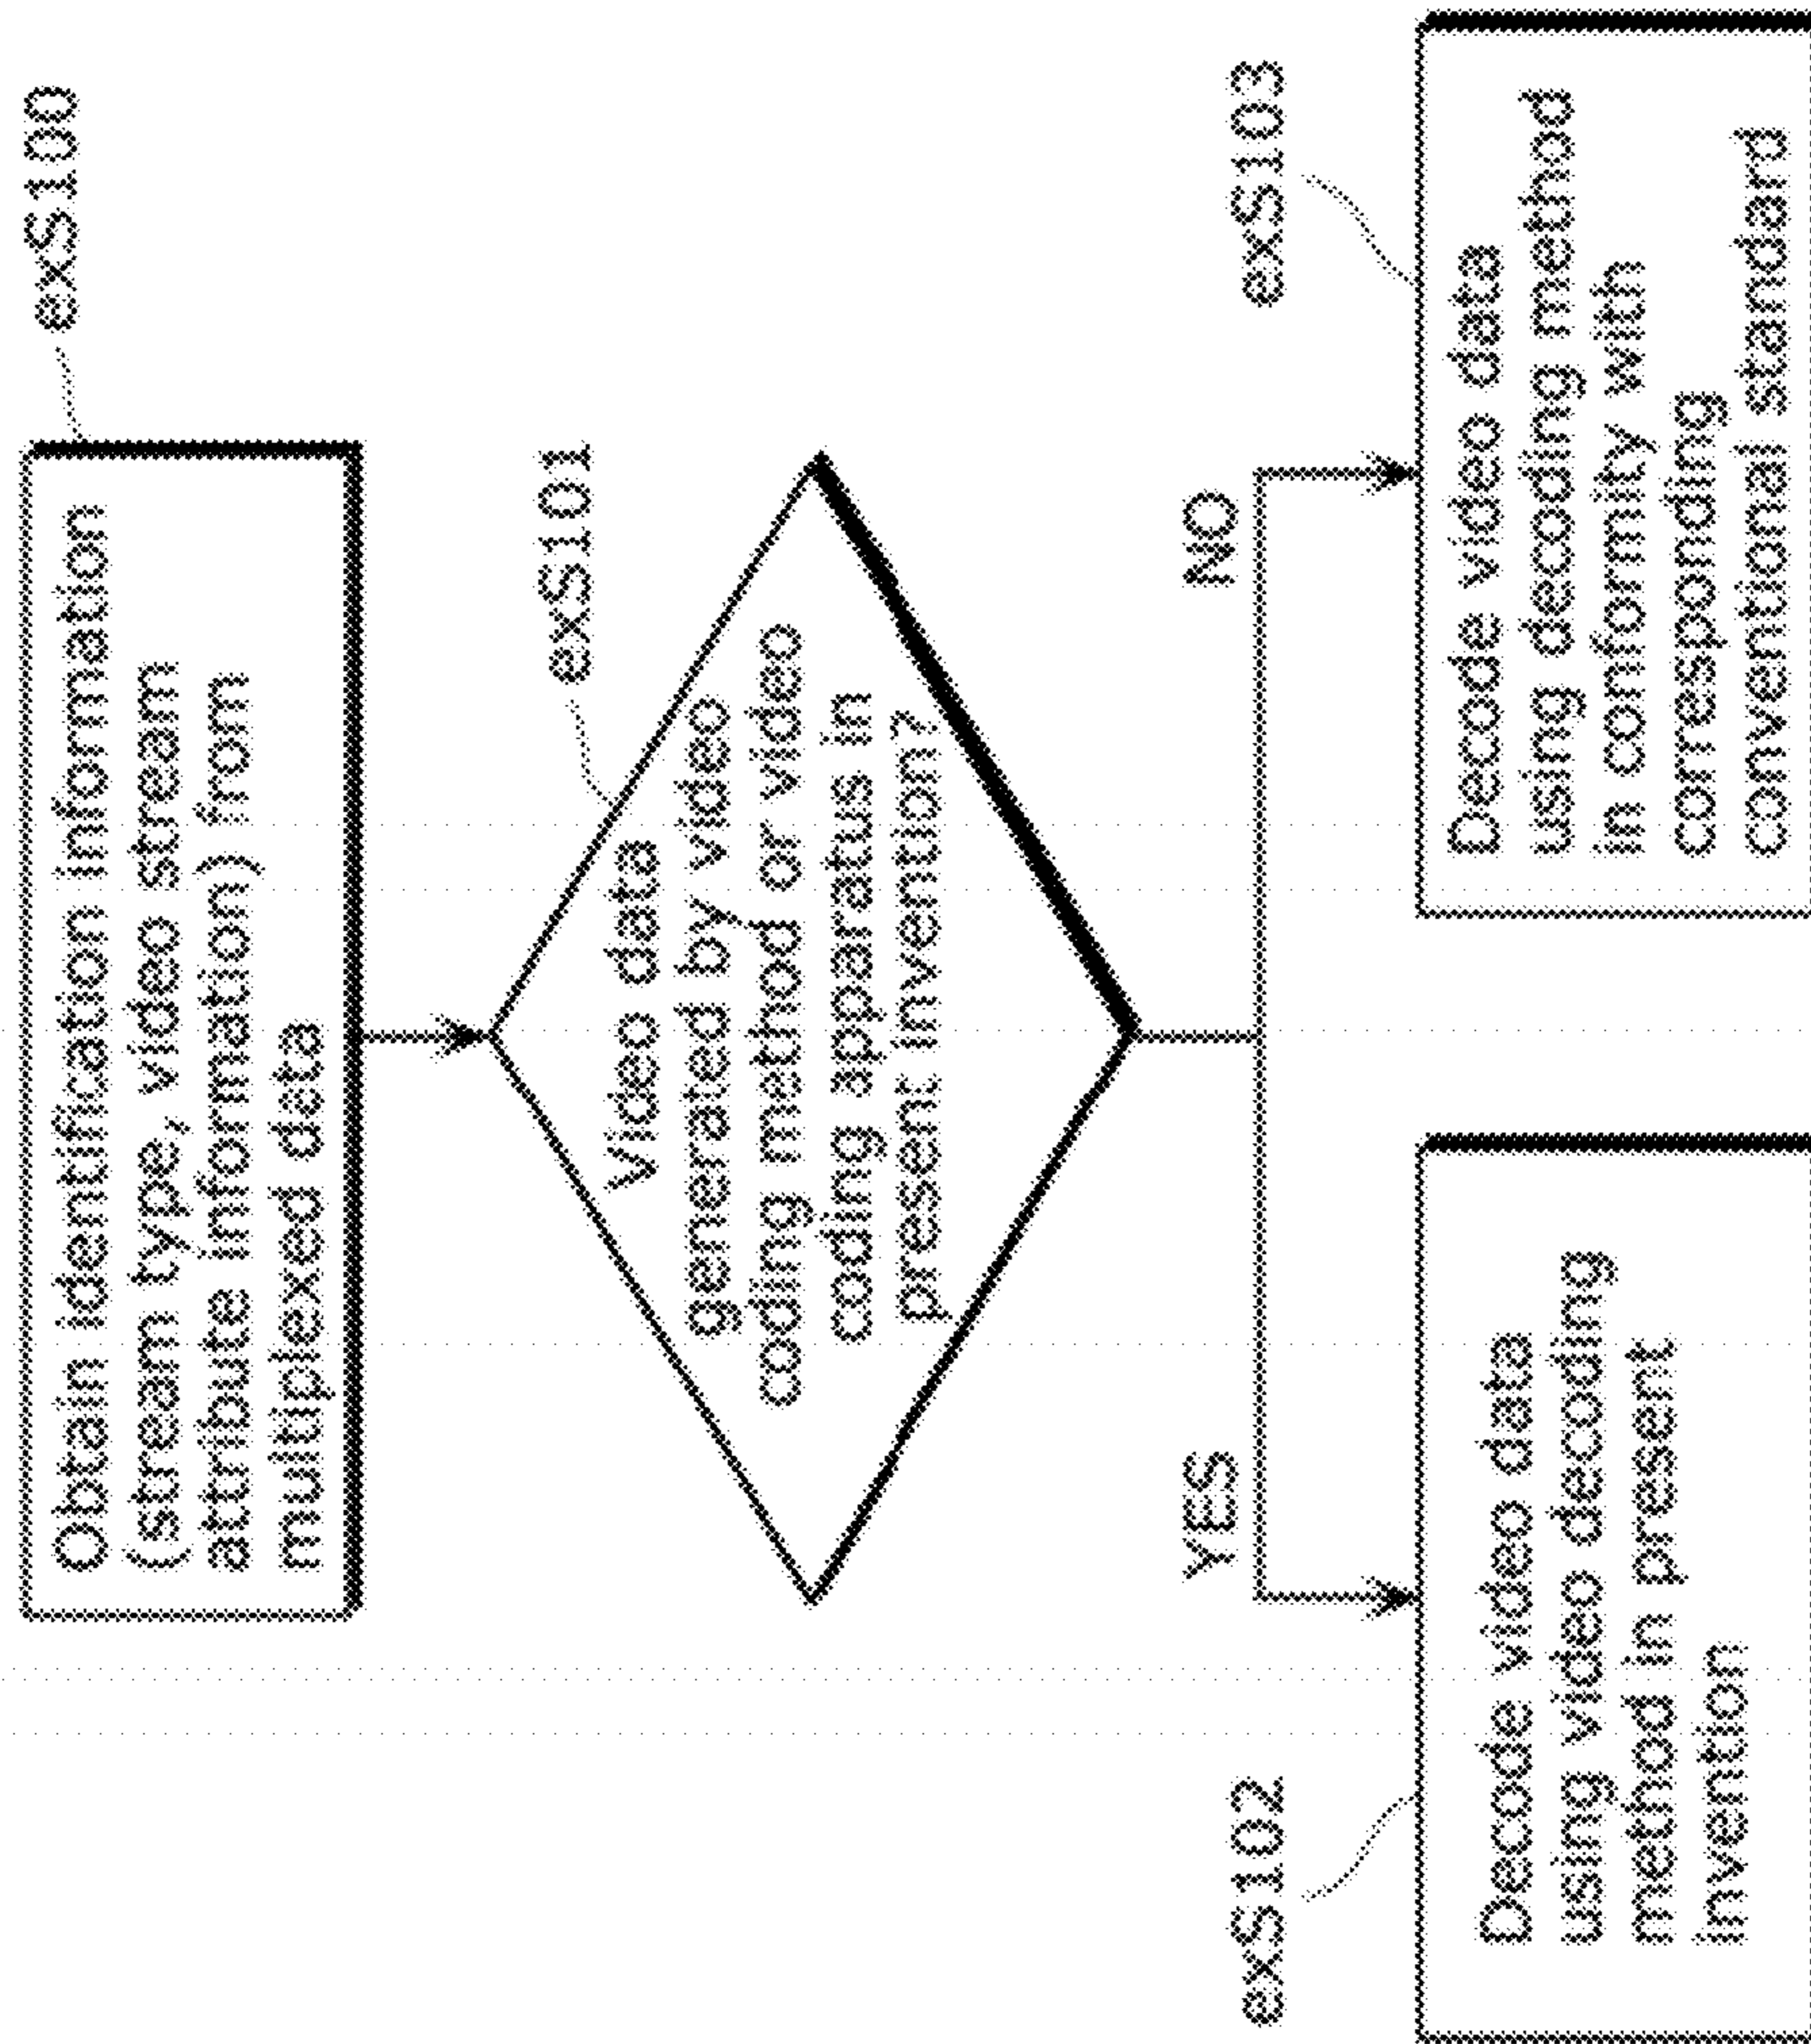 exS100
Obtain identification information
(stream type, video stream
attribute information) from
multiplexed data
exS101
Video data
generated by video
coding method or video
coding apparatus in
present invention?
YES
NO
exS102
Decode video data
using video decoding
method in present
invention
exS103
Decode video data
using decoding method
in conformity with
corresponding
conventional standard